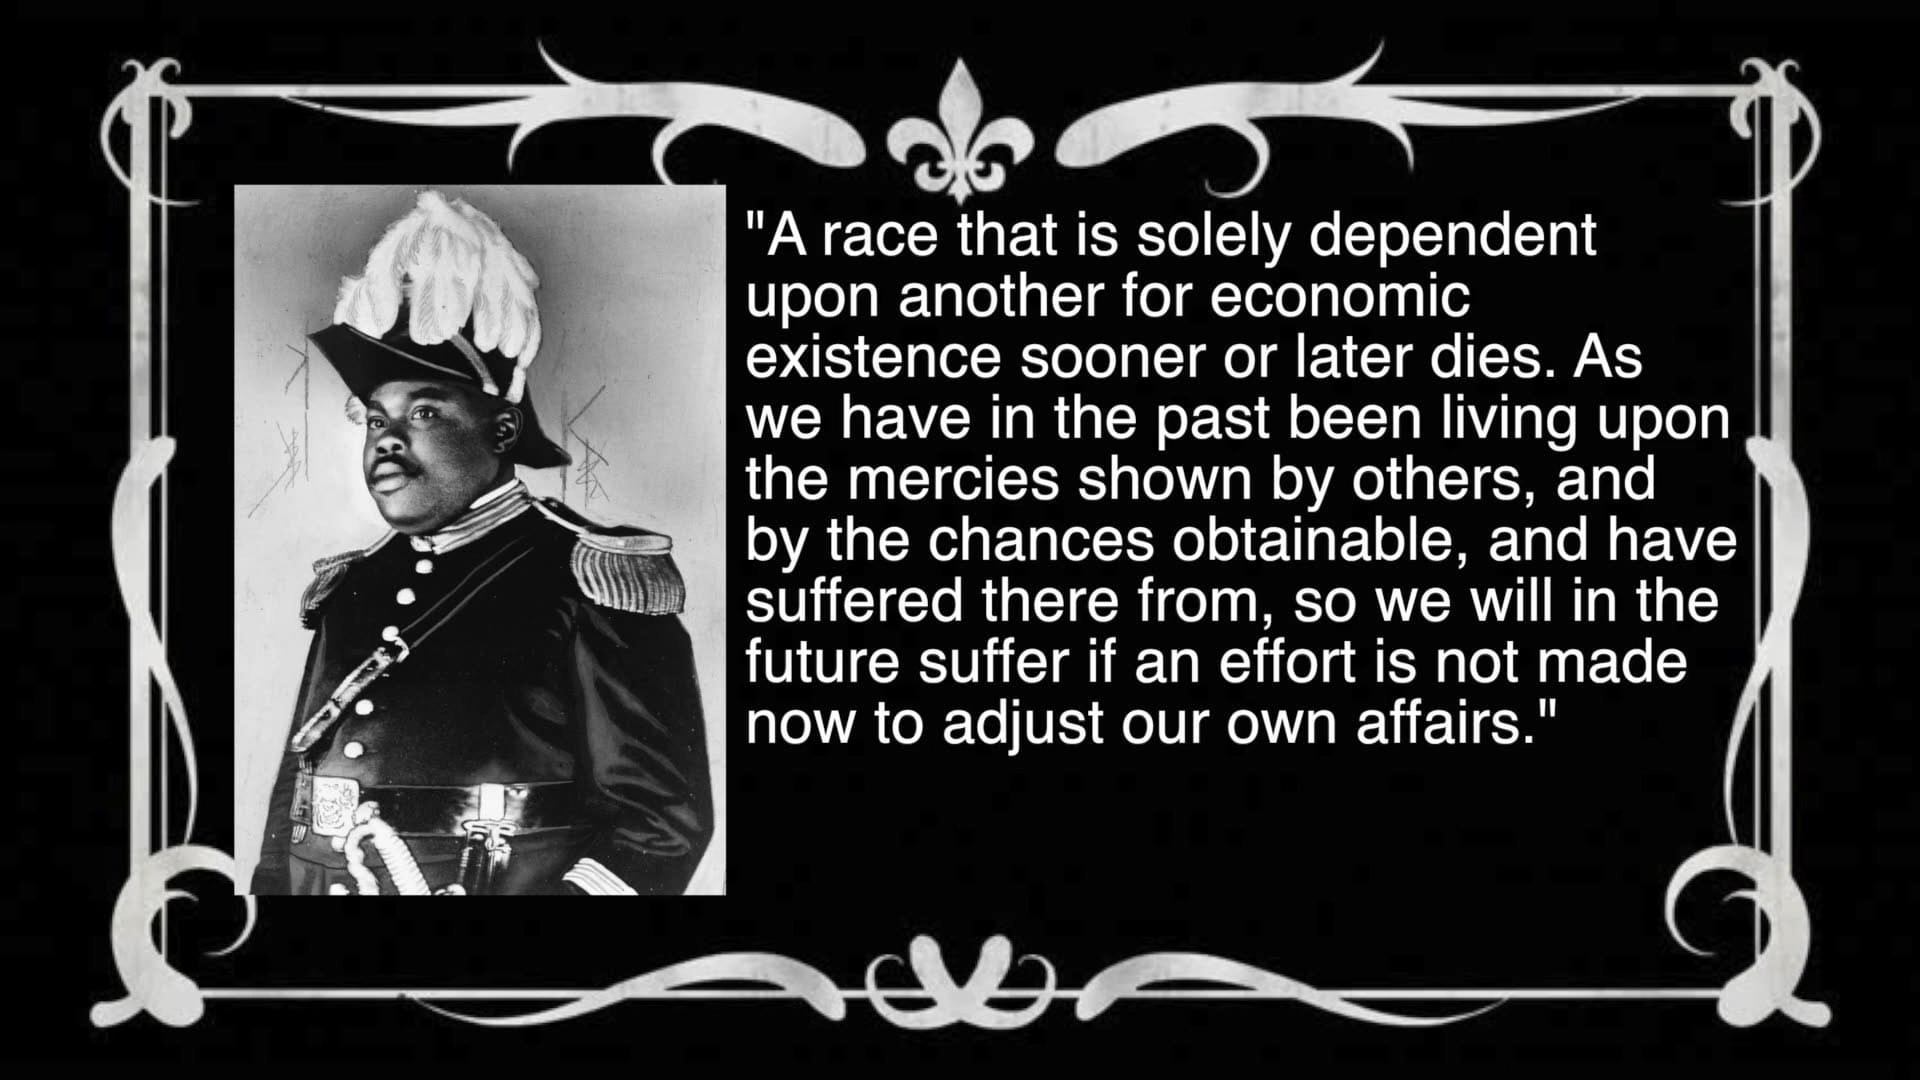 "A race that is solely dependent
upon another for economic
existence sooner or later dies. As
we have in the past been living upon
the mercies shown by others, and
by the chances obtainable, and have
suffered there from, so we will in the
future suffer if an effort is not made
now to adjust our own affairs."